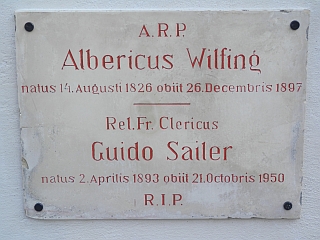 A.R.P.
Albericus Wilfing
natus 14. Augusti 1826 obiit 26. Decembris 1897
Rel. Fr. Clericus
Guido Sailer
natus 2. Aprilis 1893 obiit 21. Octobris 1950
R.I.P.